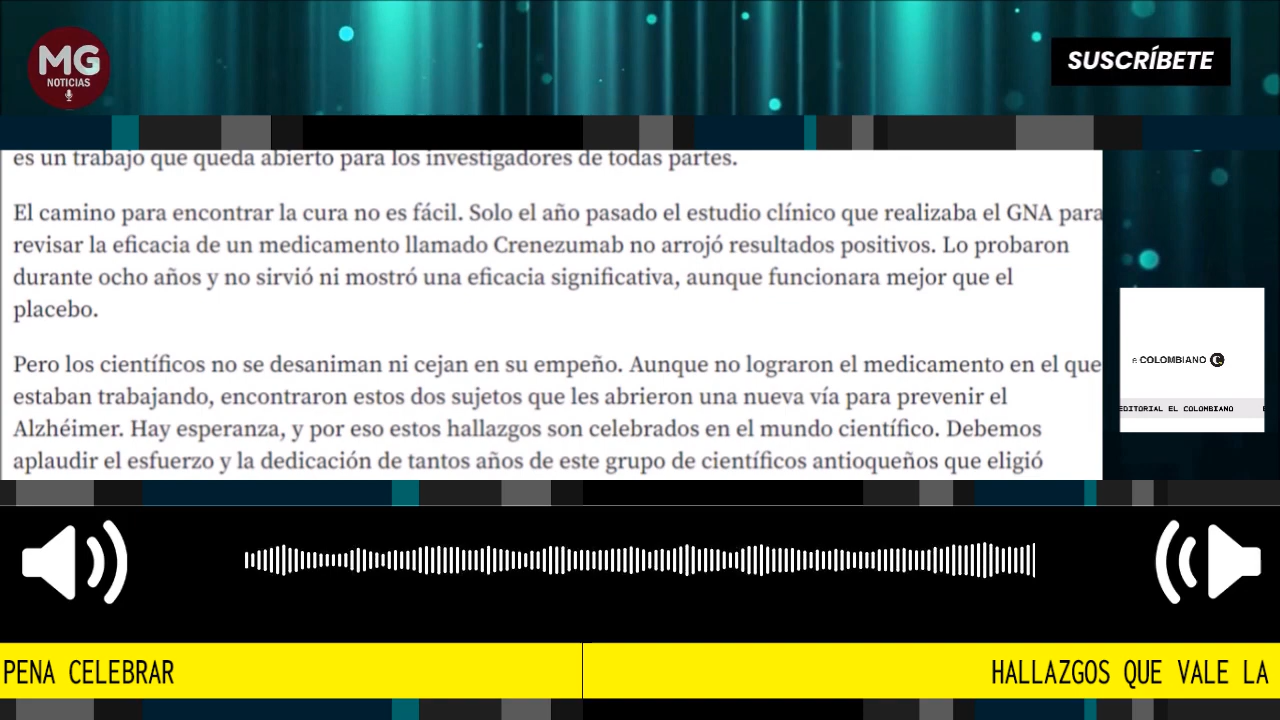 MG
NOTICIAS
SUSCRÍBETE
es un trabajo que queda abierto para los investigadores de todas partes.
El camino para encontrar la cura no es fácil. Solo el año pasado el estudio clínico que realizaba el GNA para
revisar la eficacia de un medicamento llamado Crenezumab no arrojó resultados positivos. Lo probaron
durante ocho años y no sirvió ni mostró una eficacia significativa, aunque funcionara mejor que el
placebo.
Pero los científicos no se desaniman ni cejan en su empeño. Aunque no lograron el medicamento en el que
estaban trabajando, encontraron estos dos sujetos que les abrieron una nueva vía para prevenir el
Alzhéimer. Hay esperanza, y por eso estos hallazgos son celebrados en el mundo científico. Debemos
aplaudir el esfuerzo y la dedicación de tantos años de este grupo de científicos antioqueños que eligió
COLOMBIANO
EDITORIAL EL COLOMBIANO
PENA CELEBRAR
HALLAZGOS QUE VALE LA